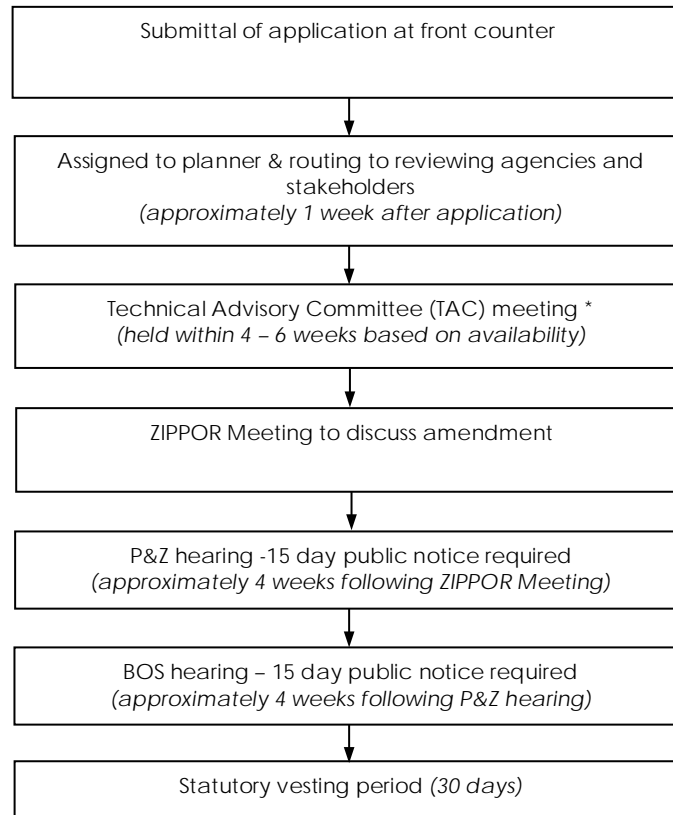 Submittal of application at front counter
Assigned to planner & routing to reviewing agencies and
stakeholders
(approximately 1 week after application)
Technical Advisory Committee (TAC) meeting *
(held within 4 – 6 weeks based on availability)
ZIPPOR Meeting to discuss amendment
P&Z hearing -15 day public notice required
(approximately 4 weeks following ZIPPOR Meeting)
BOS hearing – 15 day public notice required
(approximately 4 weeks following P&Z hearing)
Statutory vesting period (30 days)